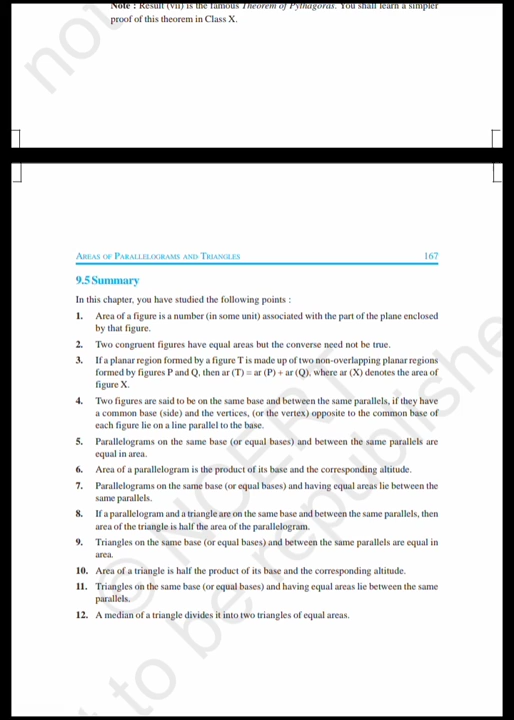 Note : Result (vii) is the famous Theorem of Pythagoras. You shall learn a simpler
proof of this theorem in Class X.
AREAS OF PARALLELOGRAMS AND TRIANGLES 167
9.5 Summary
In this chapter, you have studied the following points :
1. Area of a figure is a number (in some unit) associated with the part of the plane enclosed
by that figure.
2. Two congruent figures have equal areas but the converse need not be true.
3. If a planar region formed by a figure T is made up of two non-overlapping planar regions
formed by figures P and Q, then ar (T) = ar (P) + ar (Q), where ar (X) denotes the area of
figure X.
4. Two figures are said to be on the same base and between the same parallels, if they have
a common base (side) and the vertices, (or the vertex) opposite to the common base of
each figure lie on a line parallel to the base.
5. Parallelograms on the same base (or equal bases) and between the same parallels are
equal in area.
6. Area of a parallelogram is the product of its base and the corresponding altitude.
7. Parallelograms on the same base (or equal bases) and having equal areas lie between the
same parallels.
8. If a parallelogram and a triangle are on the same base and between the same parallels, then
area of the triangle is half the area of the parallelogram.
9. Triangles on the same base (or equal bases) and between the same parallels are equal in
area.
10. Area of a triangle is half the product of its base and the corresponding altitude.
11. Triangles on the same base (or equal bases) and having equal areas lie between the same
parallels.
12. A median of a triangle divides it into two triangles of equal areas.
not
© NCERT
t to be republishe